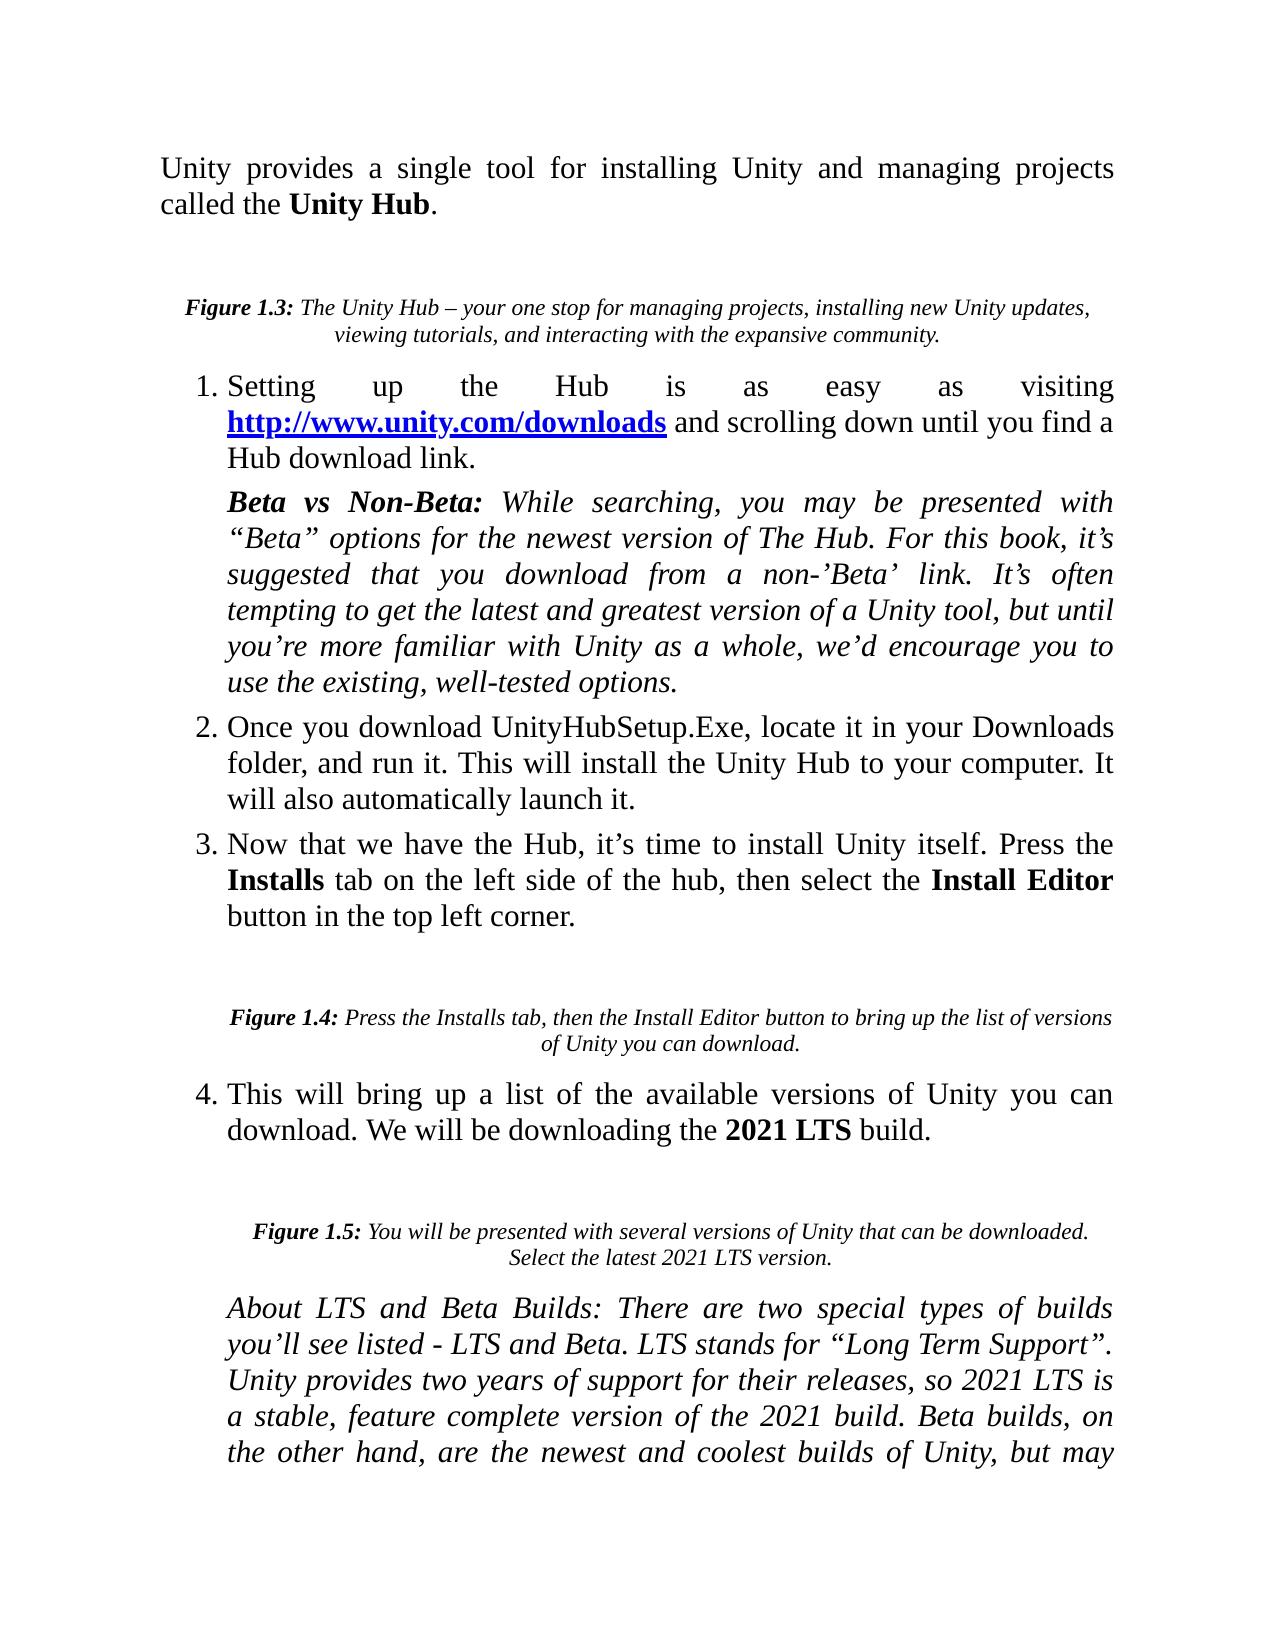 Unity provides a single tool for installing Unity and managing projects
called the Unity Hub.
Figure 1.3: The Unity Hub – your one stop for managing projects, installing new Unity updates,
viewing tutorials, and interacting with the expansive community.
1. Setting up the Hub is as easy as visiting
http://www.unity.com/downloads and scrolling down until you find a
Hub download link.
Beta vs Non-Beta: While searching, you may be presented with
“Beta” options for the newest version of The Hub. For this book, it’s
suggested that you download from a non-’Beta’ link. It’s often
tempting to get the latest and greatest version of a Unity tool, but until
you’re more familiar with Unity as a whole, we’d encourage you to
use the existing, well-tested options.
2. Once you download UnityHubSetup.Exe, locate it in your Downloads
folder, and run it. This will install the Unity Hub to your computer. It
will also automatically launch it.
3. Now that we have the Hub, it’s time to install Unity itself. Press the
Installs tab on the left side of the hub, then select the Install Editor
button in the top left corner.
Figure 1.4: Press the Installs tab, then the Install Editor button to bring up the list of versions
of Unity you can download.
4. This will bring up a list of the available versions of Unity you can
download. We will be downloading the 2021 LTS build.
Figure 1.5: You will be presented with several versions of Unity that can be downloaded.
Select the latest 2021 LTS version.
About LTS and Beta Builds: There are two special types of builds
you’ll see listed - LTS and Beta. LTS stands for “Long Term Support”.
Unity provides two years of support for their releases, so 2021 LTS is
a stable, feature complete version of the 2021 build. Beta builds, on
the other hand, are the newest and coolest builds of Unity, but may